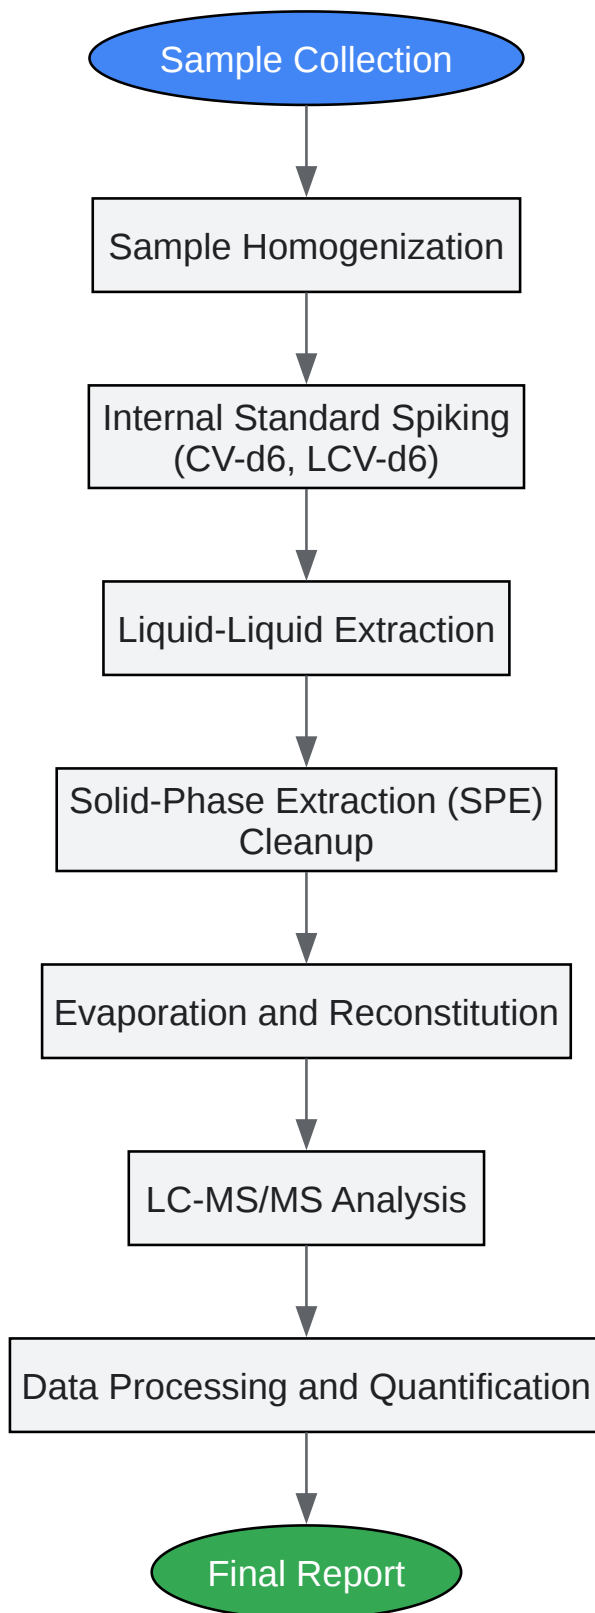 Sample Collection
Sample Homogenization
Internal Standard Spiking
(CV-d6, LCV-d6)
Liquid-Liquid Extraction
Solid-Phase Extraction (SPE)
Cleanup
Evaporation and Reconstitution
LC-MS/MS Analysis
Data Processing and Quantification
Final Report